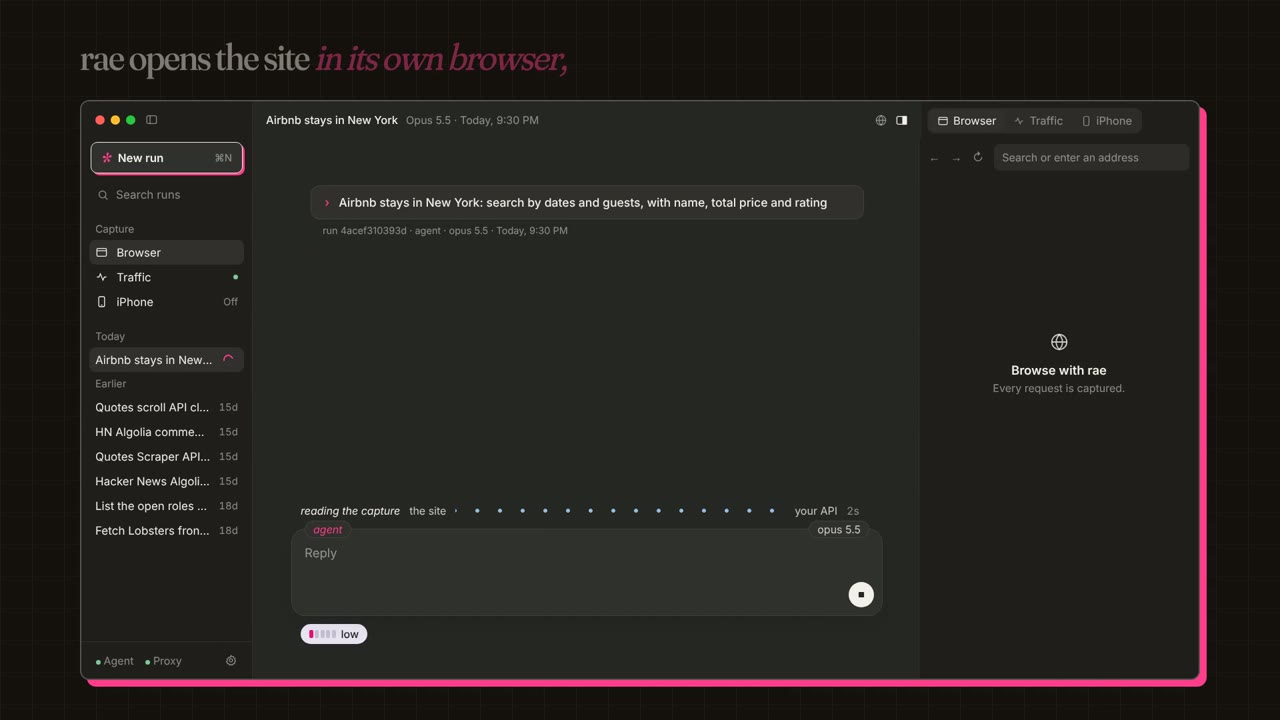 rae opens the site in its own browser,
Airbnb stays in New York Opus 5.5 · Today, 9:30 PM
Browser Traffic iPhone
New run ⌘N
Search or enter an address
Search runs
Airbnb stays in New York: search by dates and guests, with name, total price and rating
run 4acef310393d · agent · opus 5.5 · Today, 9:30 PM
Capture
Browser
Traffic
iPhone Off
Today
Airbnb stays in New...
Earlier
Quotes scroll API cl... 15d
HN Algolia comme... 15d
Quotes Scraper API... 15d
Hacker News Algoli... 15d
List the open roles ... 18d
Fetch Lobsters fron... 18d
Browse with rae
Every request is captured.
reading the capture the site your API 2s
agent opus 5.5
Reply
low
Agent Proxy